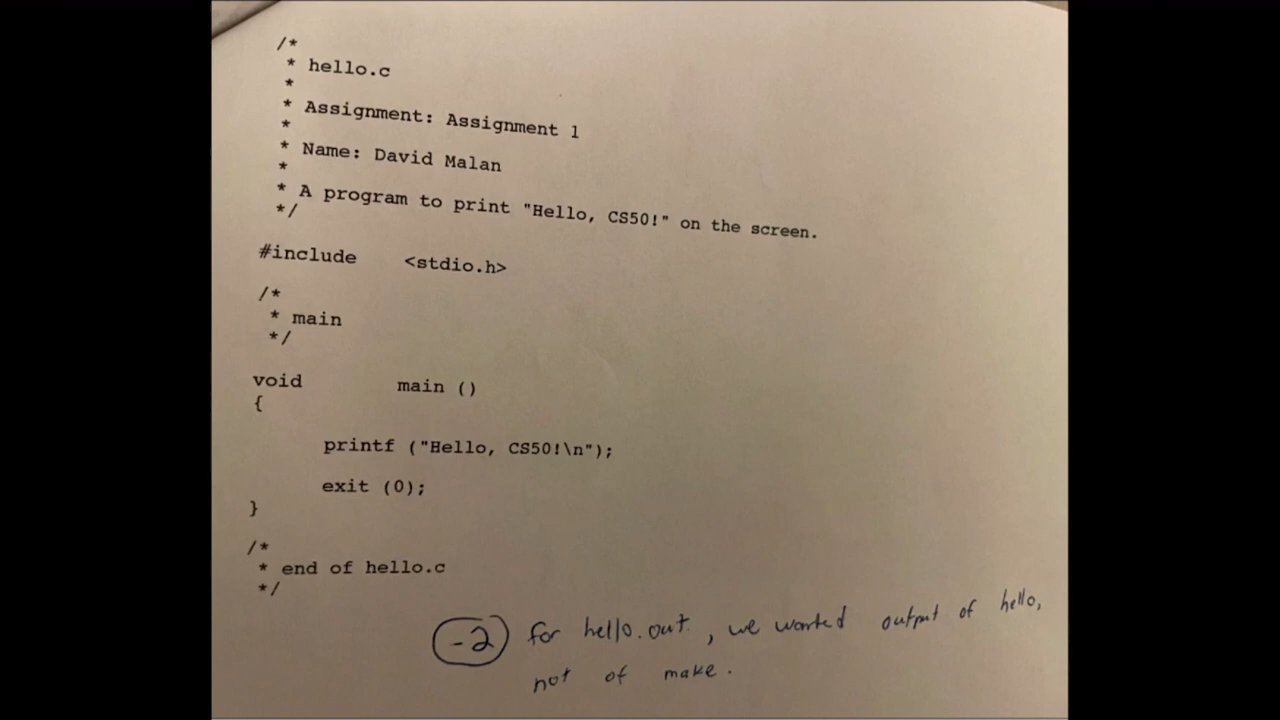 /*
* hello.c
*
* Assignment: Assignment 1
*
* Name: David Malan
*
* A program to print "Hello, CS50!" on the screen.
*/
#include <stdio.h>
/*
* main
*/
void main ()
{
printf ("Hello, CS50!\n");
exit (0);
}
/*
* end of hello.c
*/
-2 for hello.out, we wanted output of hello,
not of make.